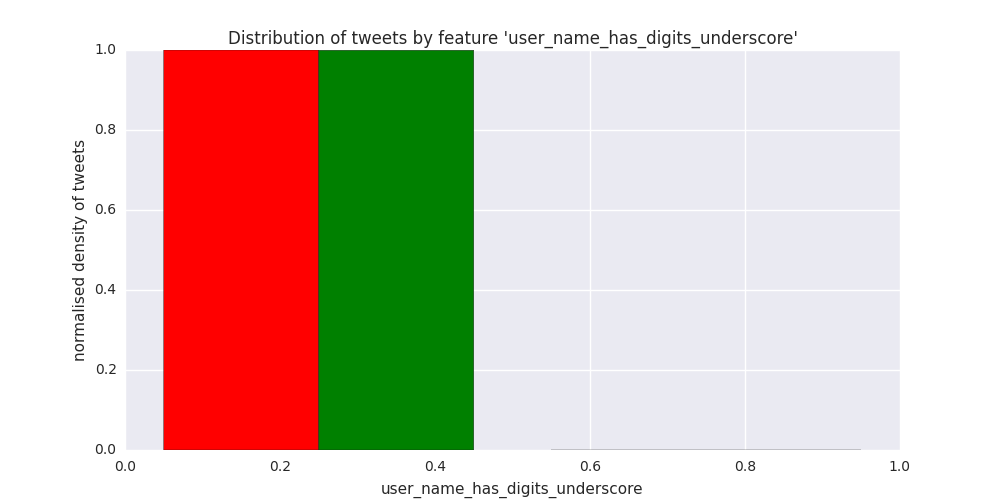 Distribution of tweets by feature 'user_name_has_digits_underscore'
1.0
0.8
0.6
0.4
0.2
0.0
normalised density of tweets
0.0 0.2 0.4 0.6 0.8 1.0
user_name_has_digits_underscore